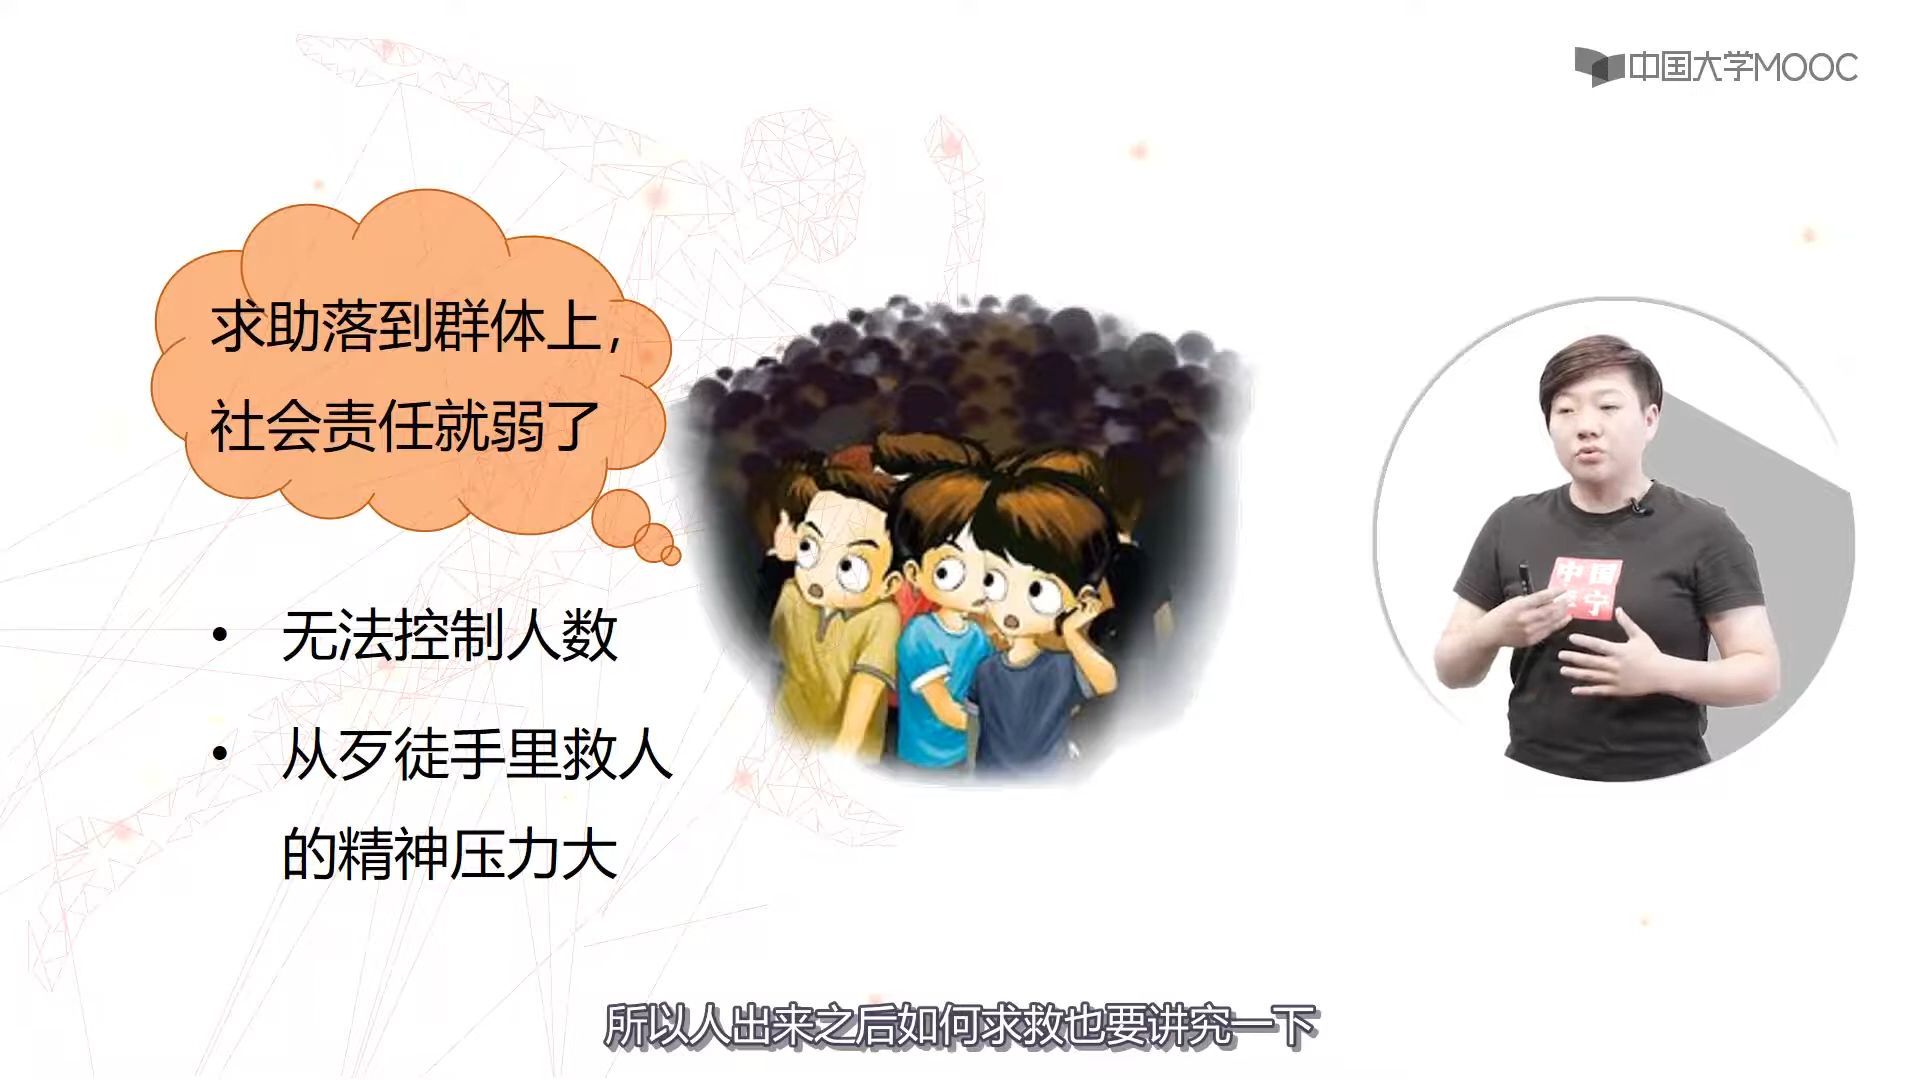 中国大学MOOC
求助落到群体上，
社会责任就弱了
• 无法控制人数
• 从歹徒手里救人
的精神压力大
中国
宁
所以人出来之后如何求救也要讲究一下